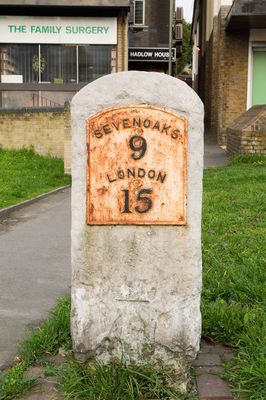 THE FAMILY SURGERY
HADLOW HOUSE
SEVENOAKS
9
LONDON
15